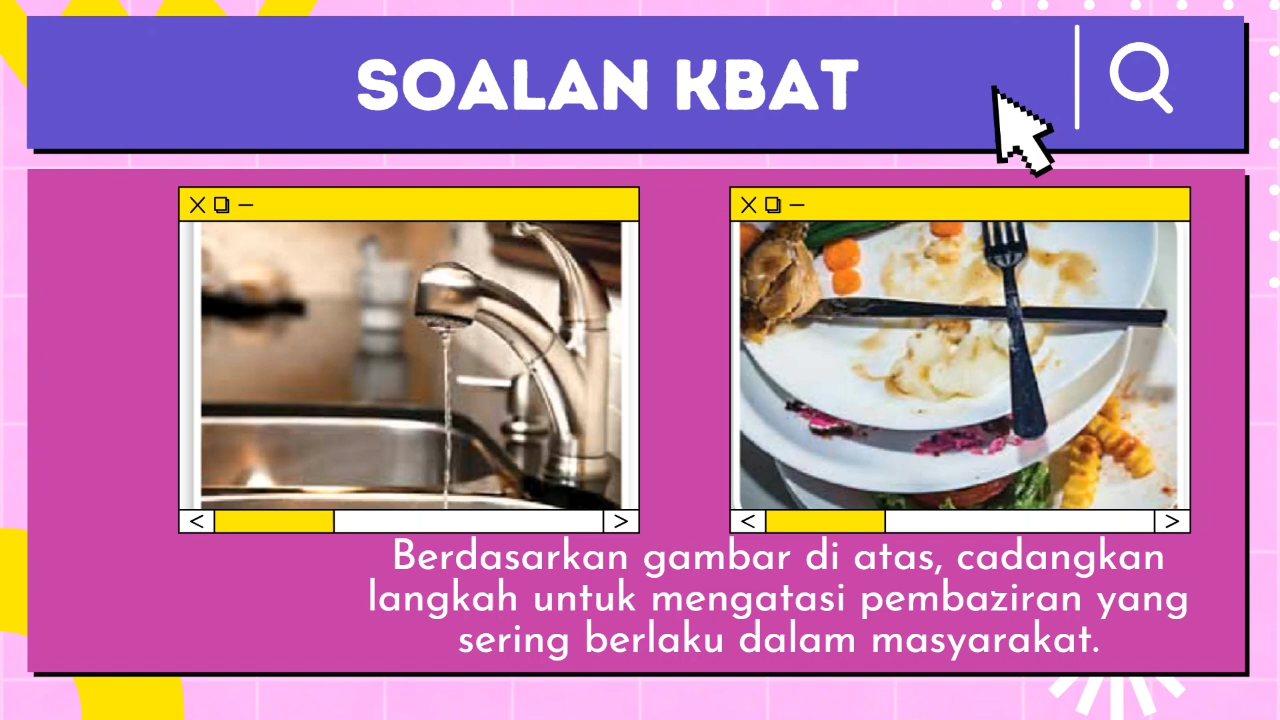 SOALAN KBAT
Berdasarkan gambar di atas, cadangkan
langkah untuk mengatasi pembaziran yang
sering berlaku dalam masyarakat.